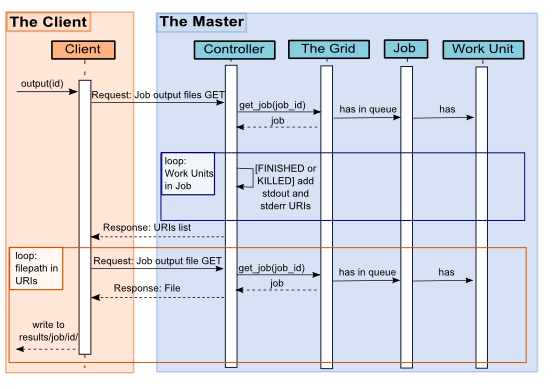 The Client
The Master
Client
Controller
The Grid
Job
Work Unit
output(id)
Request: Job output files GET
get_job(job_id)
has in queue
has
job
loop:
Work Units
in Job
[FINISHED or
KILLED] add
stdout and
stderr URIs
Response: URIs list
loop:
filepath in
URIs
Request: Job output file GET
get_job(job_id)
has in queue
has
job
Response: File
write to
results/job/id/